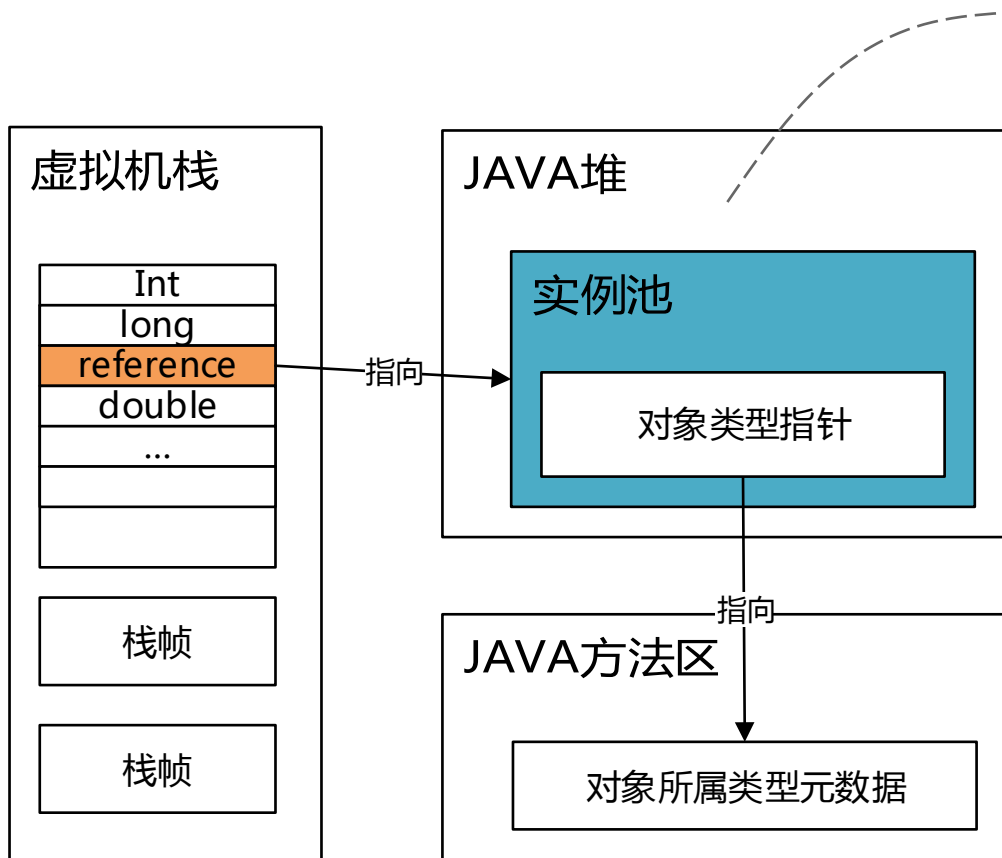 虚拟机栈
Int
long
reference
double
...
栈帧
栈帧
指向
JAVA堆
实例池
对象类型指针
指向
JAVA方法区
对象所属类型元数据